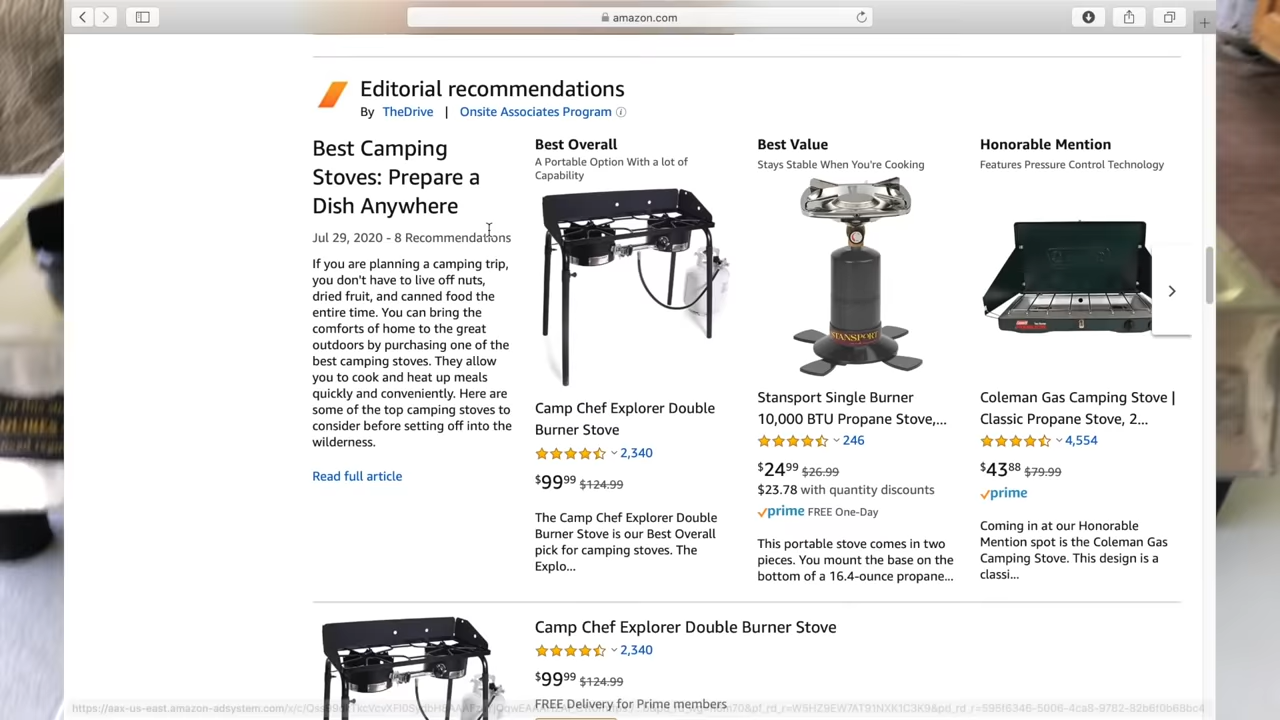 amazon.com
Editorial recommendations
By TheDrive | Onsite Associates Program
Best Camping
Stoves: Prepare a
Dish Anywhere
Jul 29, 2020 - 8 Recommendations
If you are planning a camping trip,
you don't have to live off nuts,
dried fruit, and canned food the
entire time. You can bring the
comforts of home to the great
outdoors by purchasing one of the
best camping stoves. They allow
you to cook and heat up meals
quickly and conveniently. Here are
some of the top camping stoves to
consider before setting off into the
wilderness.
Read full article
Best Overall
A Portable Option With a lot of
Capability
Camp Chef Explorer Double
Burner Stove
2,340
$99.99 $124.99
The Camp Chef Explorer Double
Burner Stove is our Best Overall
pick for camping stoves. The
Explo...
Best Value
Stays Stable When You're Cooking
STANSPORT
Stansport Single Burner
10,000 BTU Propane Stove,...
246
$24.99 $26.99
$23.78 with quantity discounts
prime FREE One-Day
This portable stove comes in two
pieces. You mount the base on the
bottom of a 16.4-ounce propane...
Honorable Mention
Features Pressure Control Technology
Coleman Gas Camping Stove |
Classic Propane Stove, 2...
4,554
$43.88 $79.99
prime
Coming in at our Honorable
Mention spot is the Coleman Gas
Camping Stove. This design is a
classi...
Camp Chef Explorer Double Burner Stove
2,340
$99.99 $124.99
FREE Delivery for Prime members